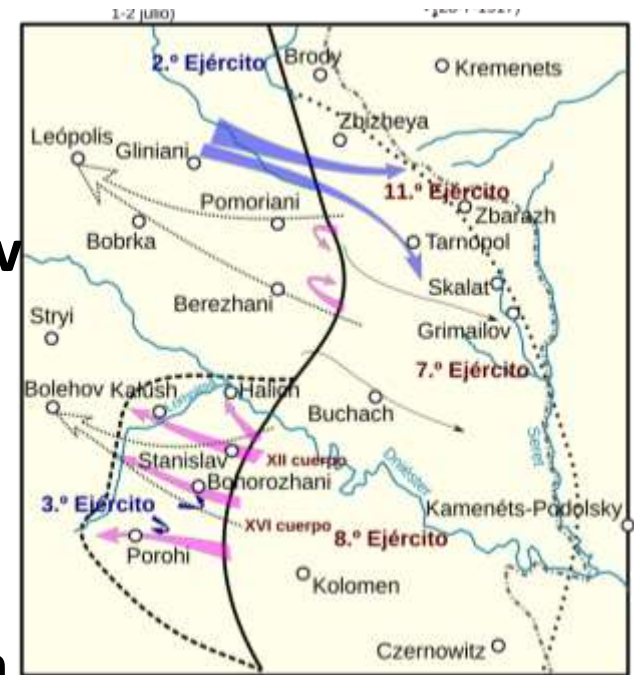 1-2 julio)
2.º Ejército
Brody
Kremenets
Zbizheya
Leópolis
Gliniani
11.º Ejército
Pomoriani
Zbarazh
Bobrka
Tarnopol
v
Skalat
Berezhani
Stryi
Grimailov
7.º Ejército
Bolehov
Kalush
Halich
Buchach
Stanislav
XII cuerpo
Dniéster
Seret
Bohorozhani
3.º Ejército
Kamenéts-Podolsky
XVI cuerpo
8.º Ejército
Porohi
Kolomen
Czernowitz